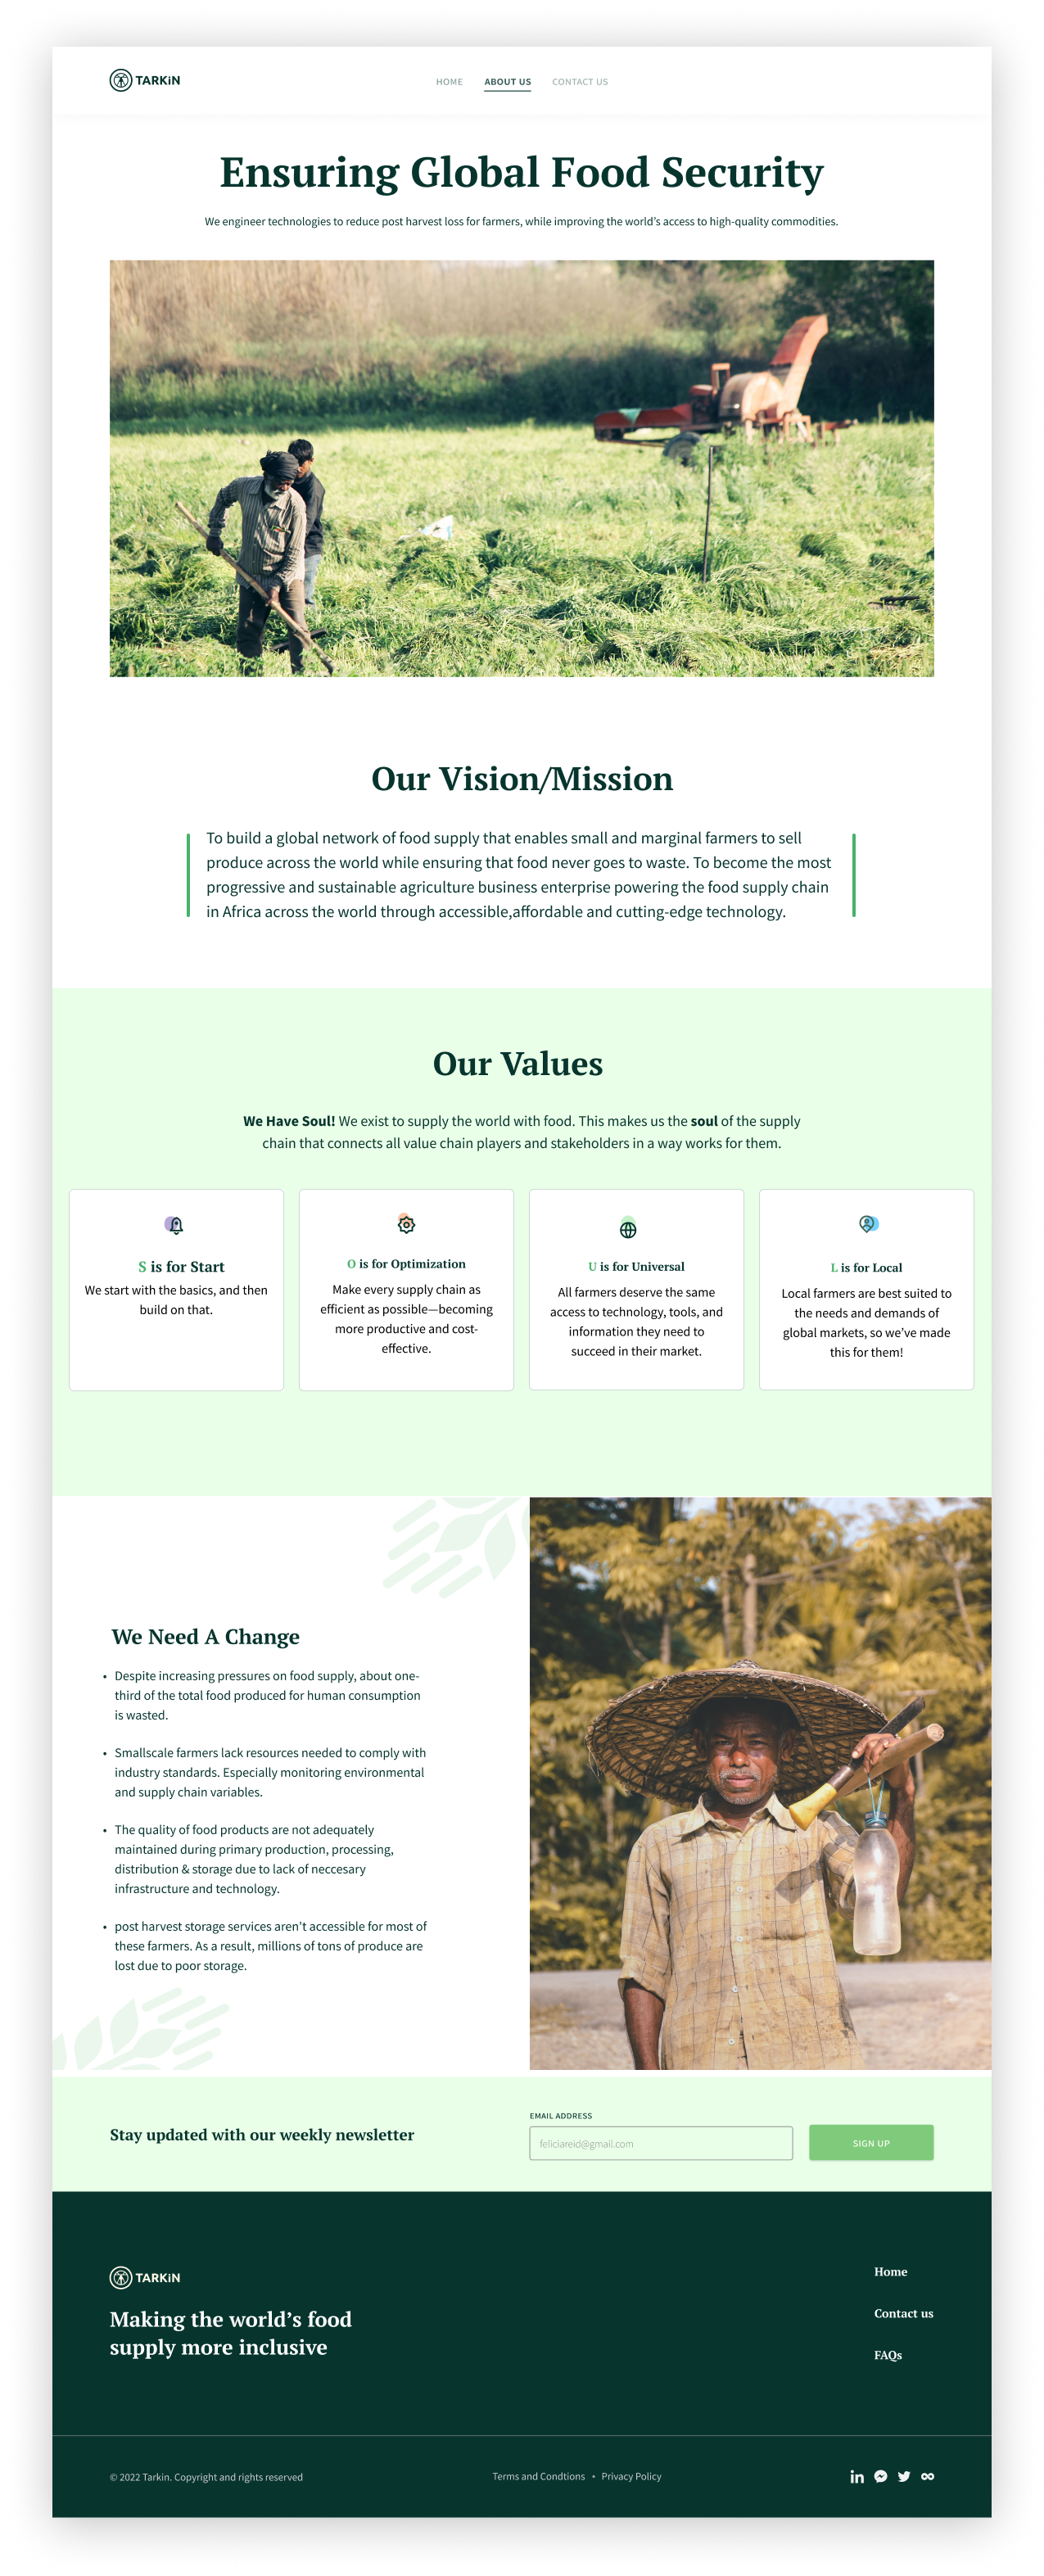 TARKiN
HOME ABOUT US CONTACT US
Ensuring Global Food Security
We engineer technologies to reduce post harvest loss for farmers, while improving the world’s access to high-quality commodities.
Our Vision/Mission
To build a global network of food supply that enables small and marginal farmers to sell
produce across the world while ensuring that food never goes to waste. To become the most
progressive and sustainable agriculture business enterprise powering the food supply chain
in Africa across the world through accessible,affordable and cutting-edge technology.
Our Values
We Have Soul! We exist to supply the world with food. This makes us the soul of the supply
chain that connects all value chain players and stakeholders in a way works for them.
S is for Start
We start with the basics, and then
build on that.
O is for Optimization
Make every supply chain as
efficient as possible—becoming
more productive and cost-
effective.
U is for Universal
All farmers deserve the same
access to technology, tools, and
information they need to
succeed in their market.
L is for Local
Local farmers are best suited to
the needs and demands of
global markets, so we’ve made
this for them!
We Need A Change
• Despite increasing pressures on food supply, about one-
third of the total food produced for human consumption
is wasted.
• Smallscale farmers lack resources needed to comply with
industry standards. Especially monitoring environmental
and supply chain variables.
• The quality of food products are not adequately
maintained during primary production, processing,
distribution & storage due to lack of neccesary
infrastructure and technology.
• post harvest storage services aren’t accessible for most of
these farmers. As a result, millions of tons of produce are
lost due to poor storage.
Stay updated with our weekly newsletter
EMAIL ADDRESS
feliciareid@gmail.com
SIGN UP
TARKiN
Making the world’s food
supply more inclusive
Home
Contact us
FAQs
© 2022 Tarkin. Copyright and rights reserved
Terms and Condtions • Privacy Policy